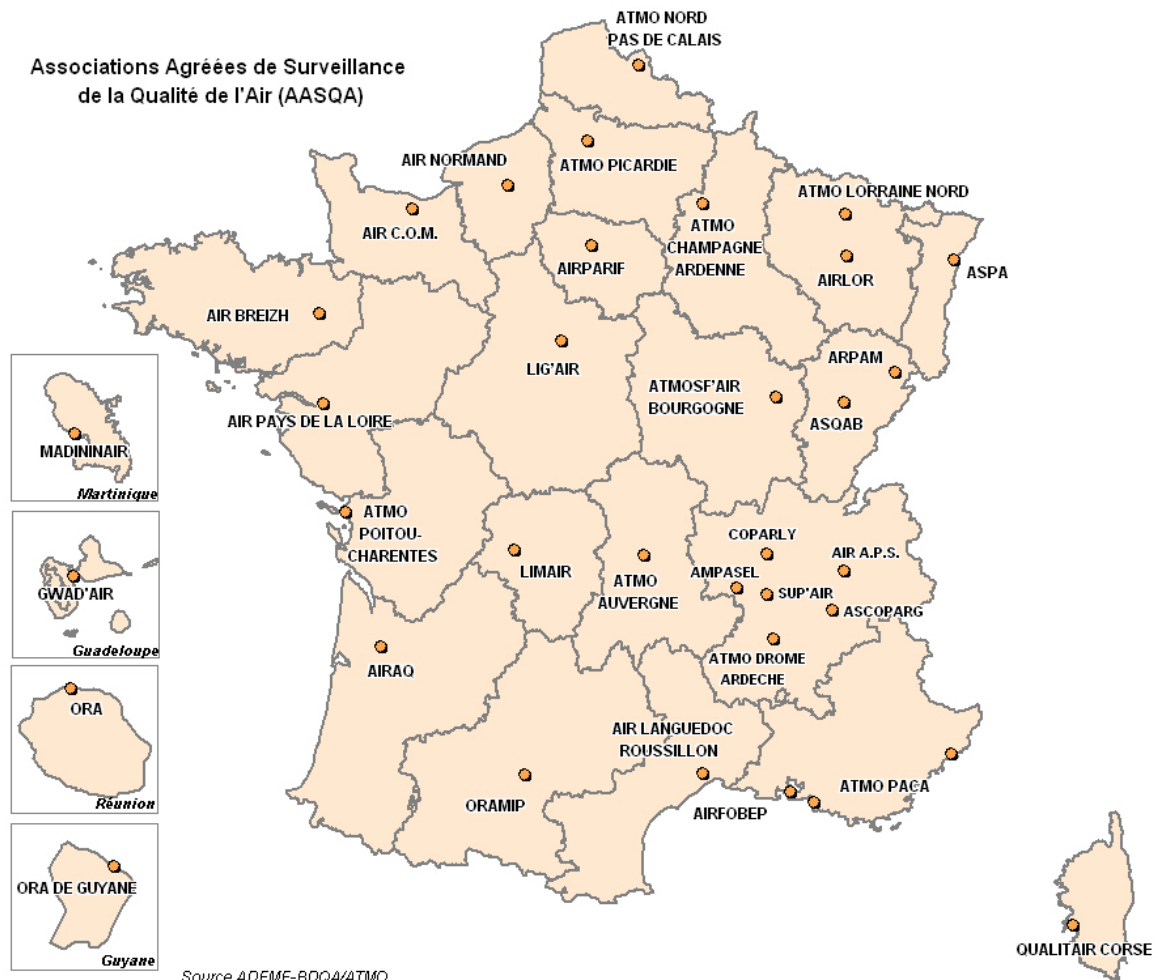 ATMO NORD
PAS DE CALAIS
Associations Agréées de Surveillance
de la Qualité de l'Air (AASQA)
AIR NORMAND
ATMO PICARDIE
ATMO LORRAINE NORD
AIR C.O.M.
ATMO
CHAMPAGNE
ARDENNE
AIRPARIF
AIRLOR
ASPA
AIR BREIZH
LIG'AIR
ARPAM
ATMOSF'AIR
BOURGOGNE
ASQAB
AIR PAYS DE LA LOIRE
MADININAIR
Martinique
ATMO
POITOU-
CHARENTES
LIMAIR
ATMO
AUVERGNE
COPARLY
AIR A.P.S.
AMPASEL
SUP'AIR
ASCOPARG
GWAD'AIR
Guadeloupe
ATMO DROME
ARDECHE
AIRAQ
ORA
Réunion
AIR LANGUEDOC
ROUSSILLON
ORAMIP
ATMO PACA
AIRFOBEP
ORA DE GUYANE
Guyane
QUALITAIR CORSE
Source ADEME-BDQA/ATMO